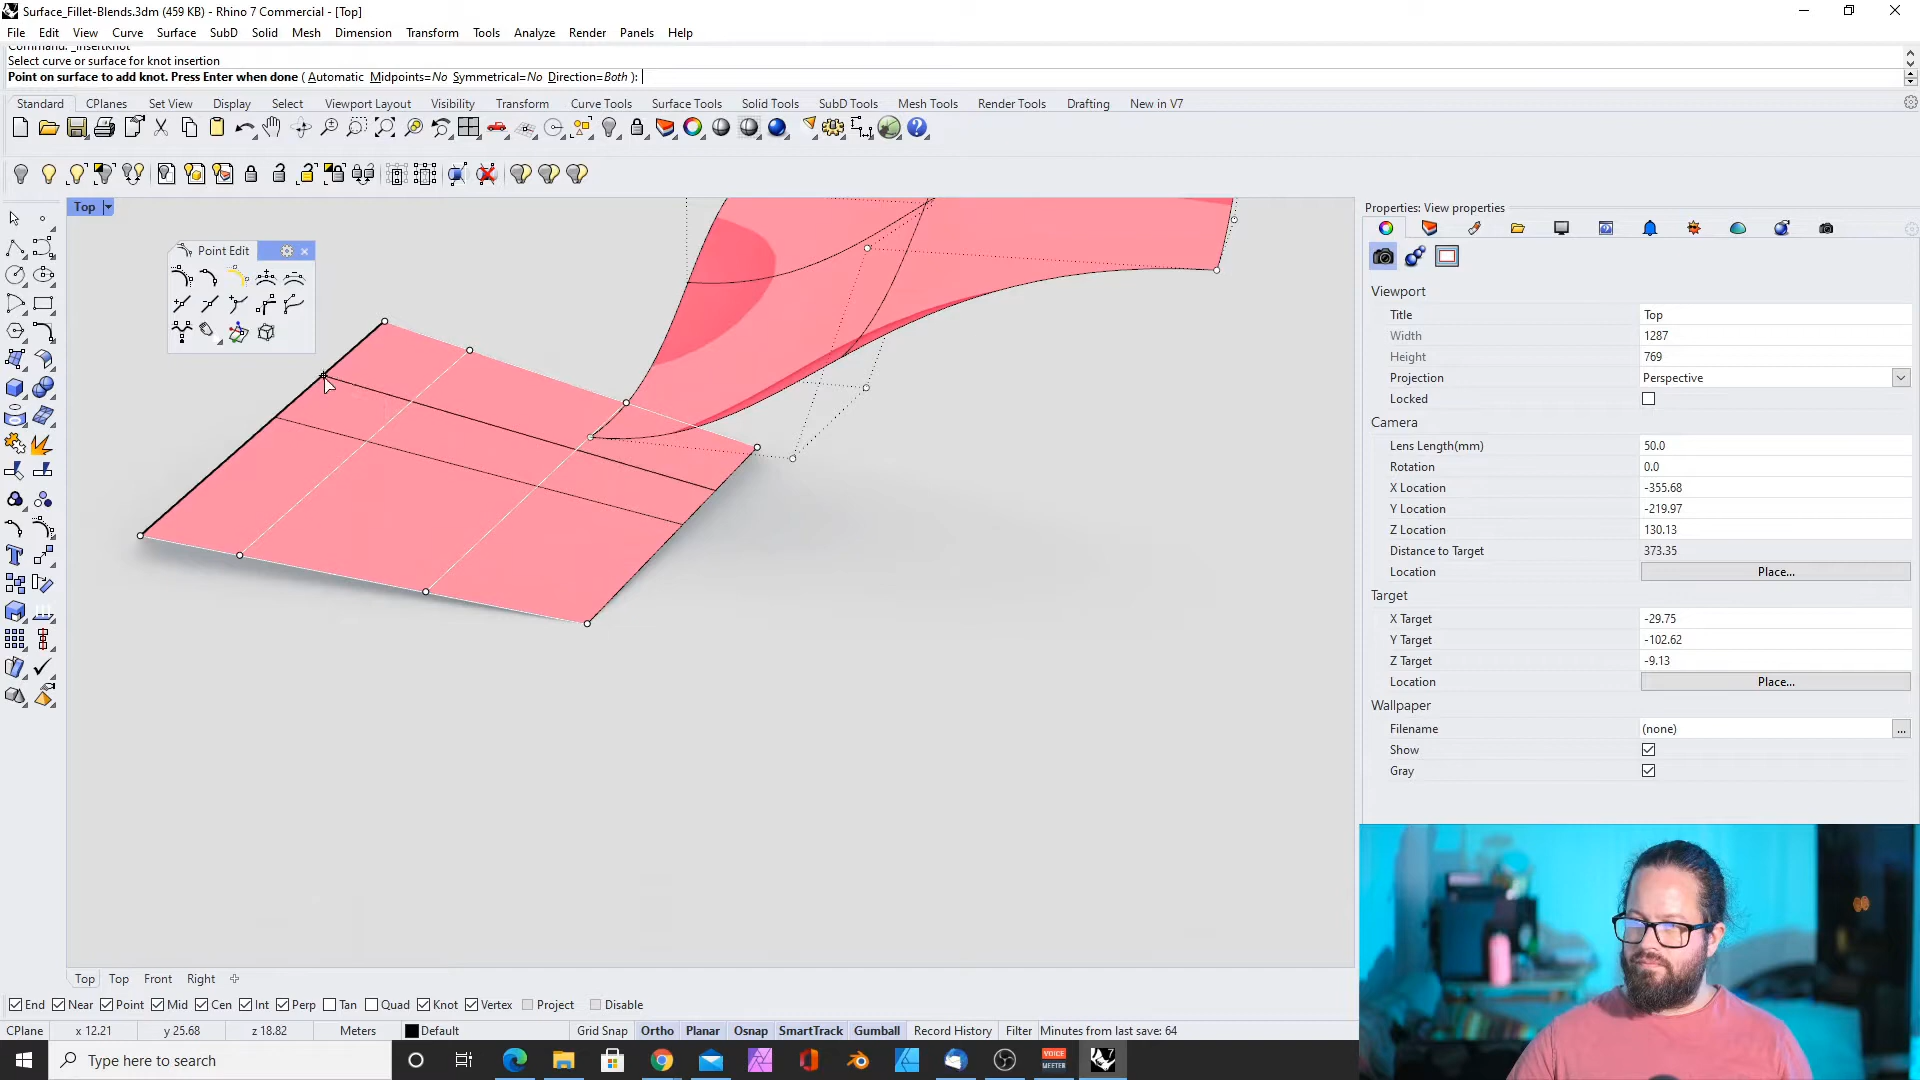 Surface_Fillet-Blends.3dm (459 KB) - Rhino 7 Commercial - [Top]
File Edit View Curve Surface SubD Solid Mesh Dimension Transform Tools Analyze Render Panels Help
Command: _InsertKnot
Select curve or surface for knot insertion
Point on surface to add knot. Press Enter when done ( Automatic Midpoints=No Symmetrical=No Direction=Both ):
Standard CPlanes Set View Display Select Viewport Layout Visibility Transform Curve Tools Surface Tools Solid Tools SubD Tools Mesh Tools Render Tools Drafting New in V7
Top
Point Edit
Properties: View properties
Viewport
Title Top
Width 1287
Height 769
Projection Perspective
Locked
Camera
Lens Length(mm) 50.0
Rotation 0.0
X Location -355.68
Y Location -219.97
Z Location 130.13
Distance to Target 373.35
Location Place...
Target
X Target -29.75
Y Target -102.62
Z Target -9.13
Location Place...
Wallpaper
Filename (none) ...
Show
Gray
Top Top Front Right
End Near Point Mid Cen Int Perp Tan Quad Knot Vertex Project Disable
CPlane x 12.21 y 25.68 z 18.82 Meters Default Grid Snap Ortho Planar Osnap SmartTrack Gumball Record History Filter Minutes from last save: 64
Type here to search
VOICE
MEETER
7